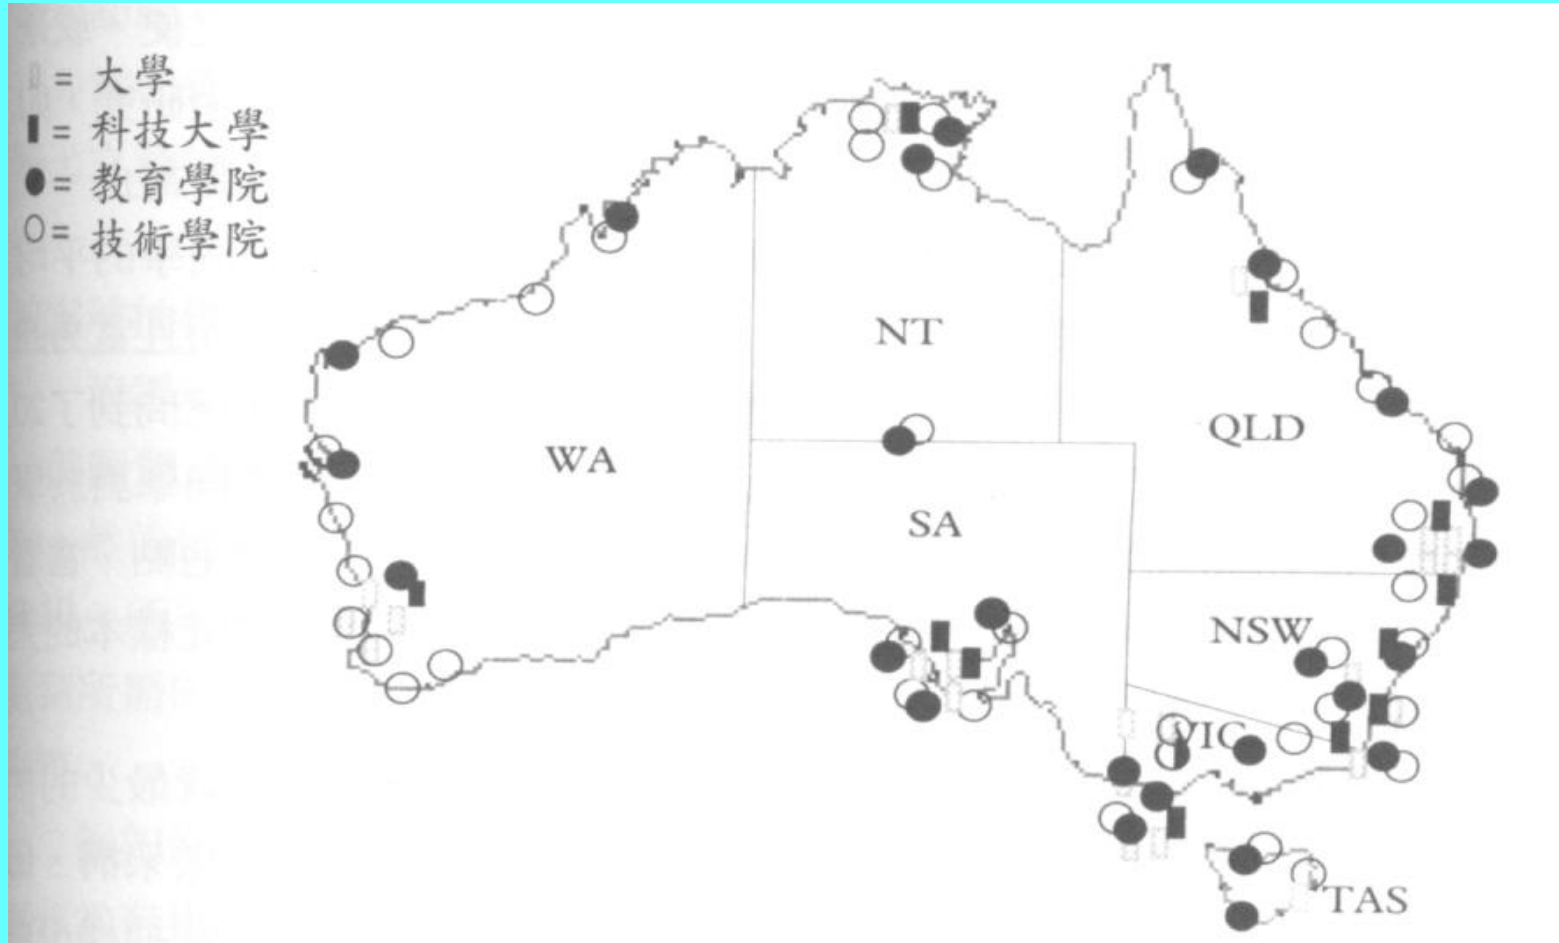 = 大學
= 科技大學
= 教育學院
= 技術學院
NT
QLD
WA
SA
NSW
VIC
TAS